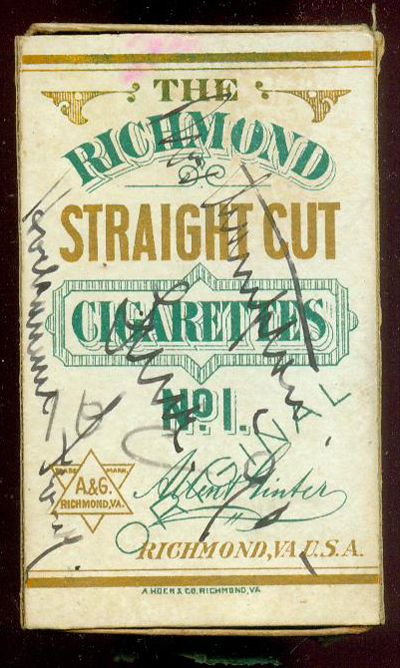 THE
RICHMOND
STRAIGHT CUT
CIGARETTES
No 1.
ORIGINAL
TRADE MARK
A & G.
RICHMOND, VA.
Allen & Ginter
RICHMOND, VA. U.S.A.
A. HOEN & CO. RICHMOND, VA